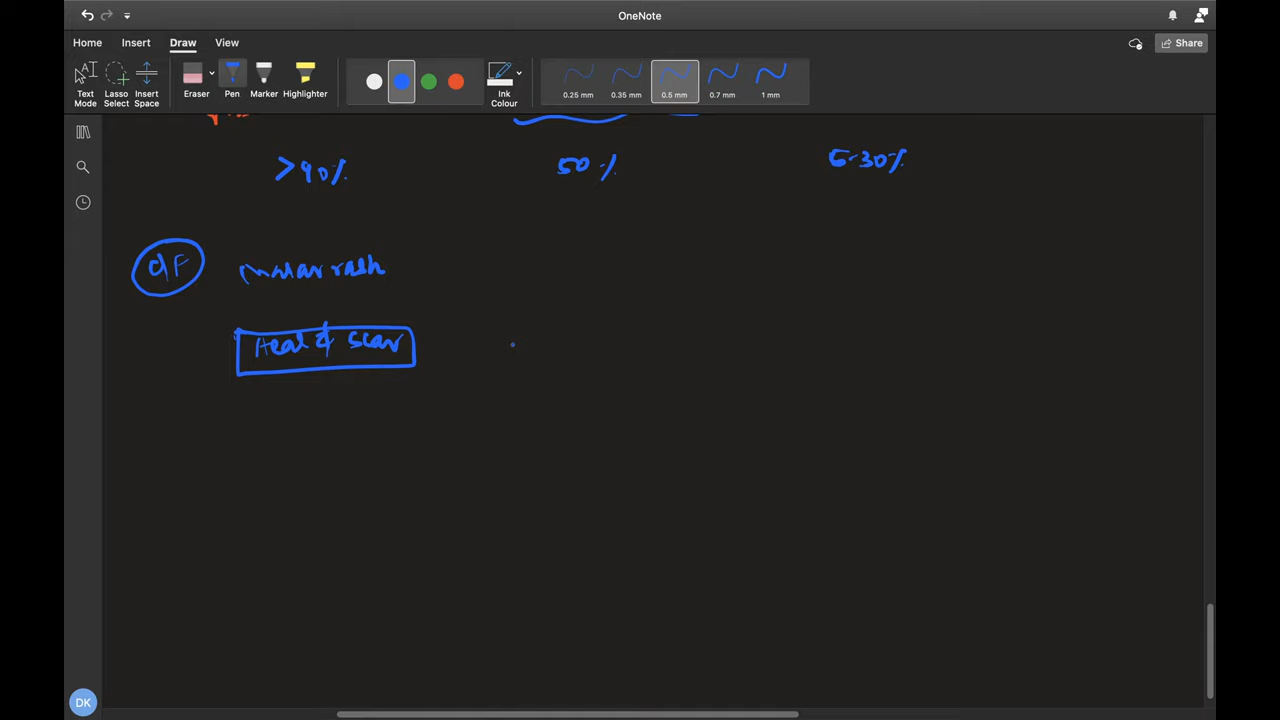 OneNote
Home Insert Draw View
Share
Text Mode
Lasso Select
Insert Space
Eraser
Pen
Marker
Highlighter
Ink Colour
0.25 mm 0.35 mm 0.5 mm 0.7 mm 1 mm
>90% 50% 5-30%
dF malar rash
Heal & scar
DK